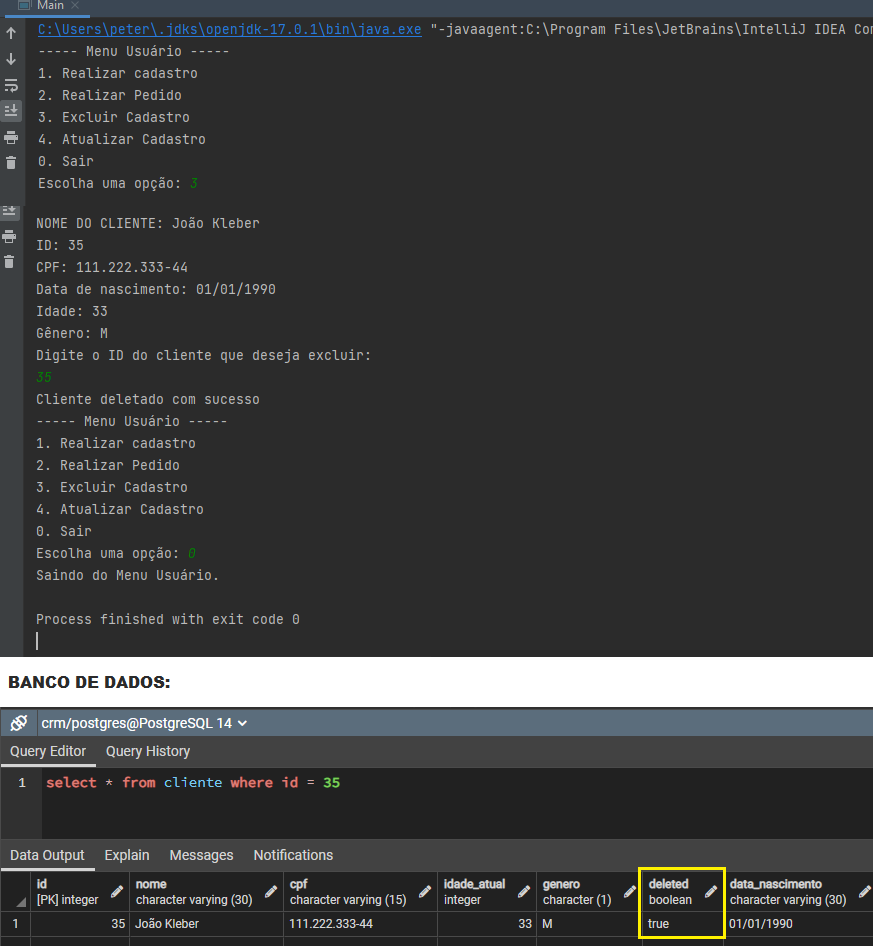 Main
C:\Users\peter\.jdks\openjdk-17.0.1\bin\java.exe "-javaagent:C:\Program Files\JetBrains\IntelliJ IDEA Co
----- Menu Usuário -----
1. Realizar cadastro
2. Realizar Pedido
3. Excluir Cadastro
4. Atualizar Cadastro
0. Sair
Escolha uma opção: 3
NOME DO CLIENTE: João Kleber
ID: 35
CPF: 111.222.333-44
Data de nascimento: 01/01/1990
Idade: 33
Gênero: M
Digite o ID do cliente que deseja excluir:
35
Cliente deletado com sucesso
----- Menu Usuário -----
1. Realizar cadastro
2. Realizar Pedido
3. Excluir Cadastro
4. Atualizar Cadastro
0. Sair
Escolha uma opção: 0
Saindo do Menu Usuário.
Process finished with exit code 0
BANCO DE DADOS:
crm/postgres@PostgreSQL 14
Query Editor Query History
1 select * from cliente where id = 35
Data Output Explain Messages Notifications
id nome cpf idade_atual genero deleted data_nascimento
[PK] integer character varying (30) character varying (15) integer character (1) boolean character varying (30)
1 35 João Kleber 111.222.333-44 33 M true 01/01/1990